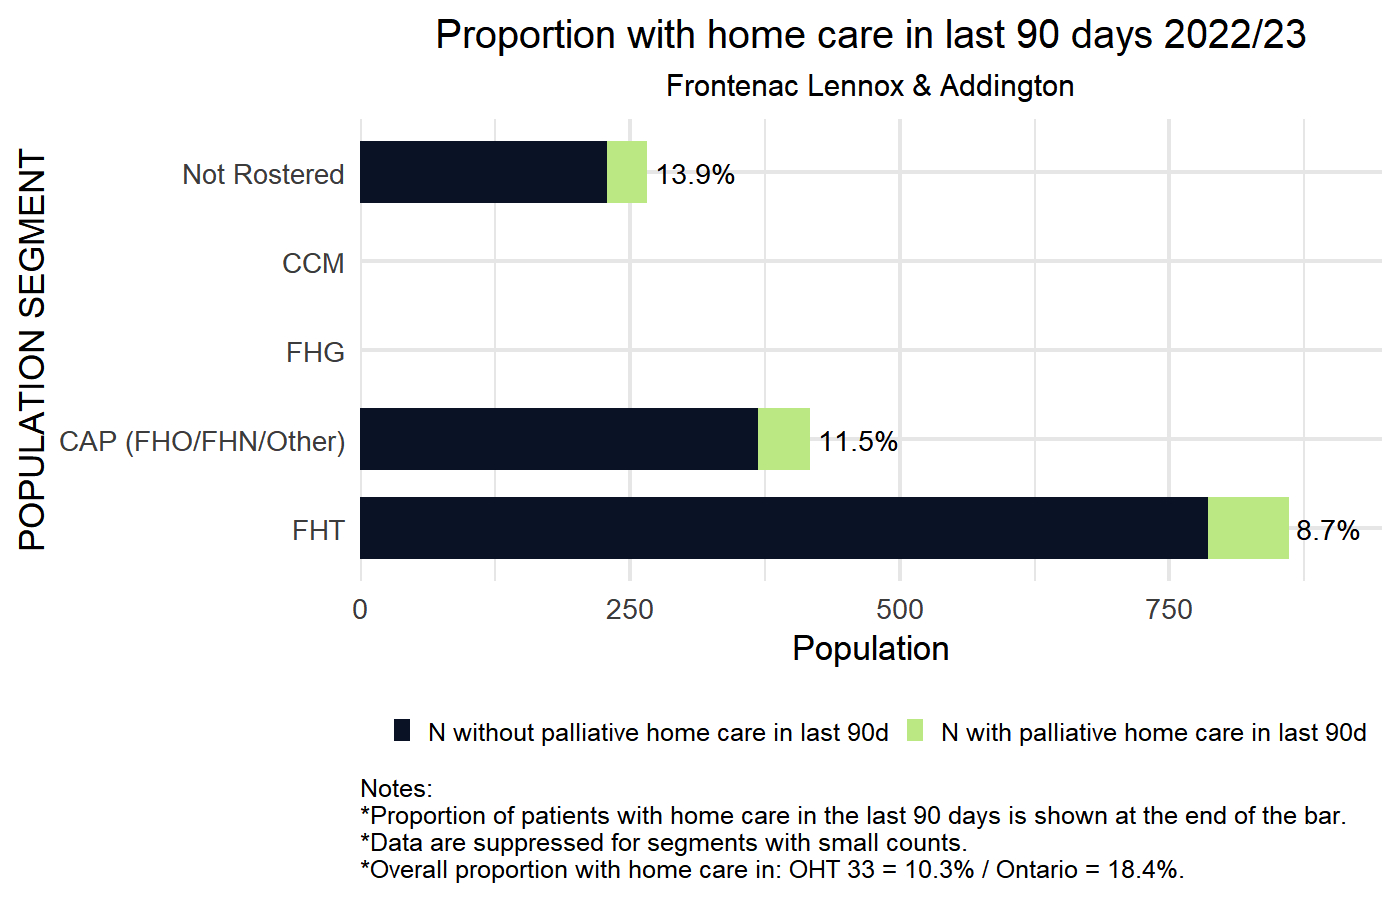 Proportion with home care in last 90 days 2022/23
Frontenac Lennox & Addington
POPULATION SEGMENT
Not Rostered
13.9%
CCM
FHG
CAP (FHO/FHN/Other)
11.5%
FHT
8.7%
0 250 500 750
Population
N without palliative home care in last 90d N with palliative home care in last 90d
Notes:
*Proportion of patients with home care in the last 90 days is shown at the end of the bar.
*Data are suppressed for segments with small counts.
*Overall proportion with home care in: OHT 33 = 10.3% / Ontario = 18.4%.